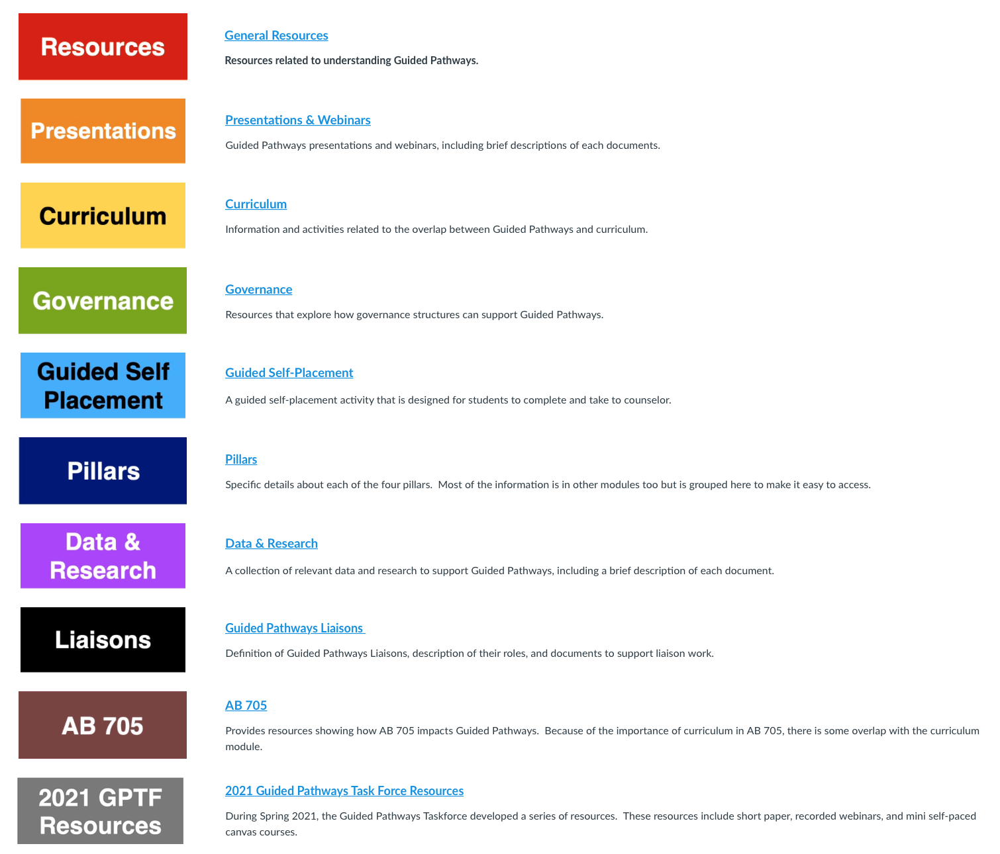 Resources
General Resources
Resources related to understanding Guided Pathways.
Presentations
Presentations & Webinars
Guided Pathways presentations and webinars, including brief descriptions of each documents.
Curriculum
Curriculum
Information and activities related to the overlap between Guided Pathways and curriculum.
Governance
Governance
Resources that explore how governance structures can support Guided Pathways.
Guided Self
Placement
Guided Self-Placement
A guided self-placement activity that is designed for students to complete and take to counselor.
Pillars
Pillars
Specific details about each of the four pillars.  Most of the information is in other modules too but is grouped here to make it easy to access.
Data &
Research
Data & Research
A collection of relevant data and research to support Guided Pathways, including a brief description of each document.
Liaisons
Guided Pathways Liaisons
Definition of Guided Pathways Liaisons, description of their roles, and documents to support liaison work.
AB 705
AB 705
Provides resources showing how AB 705 impacts Guided Pathways.  Because of the importance of curriculum in AB 705, there is some overlap with the curriculum
module.
2021 GPTF
Resources
2021 Guided Pathways Task Force Resources
During Spring 2021, the Guided Pathways Taskforce developed a series of resources.  These resources include short paper, recorded webinars, and mini self-paced
canvas courses.